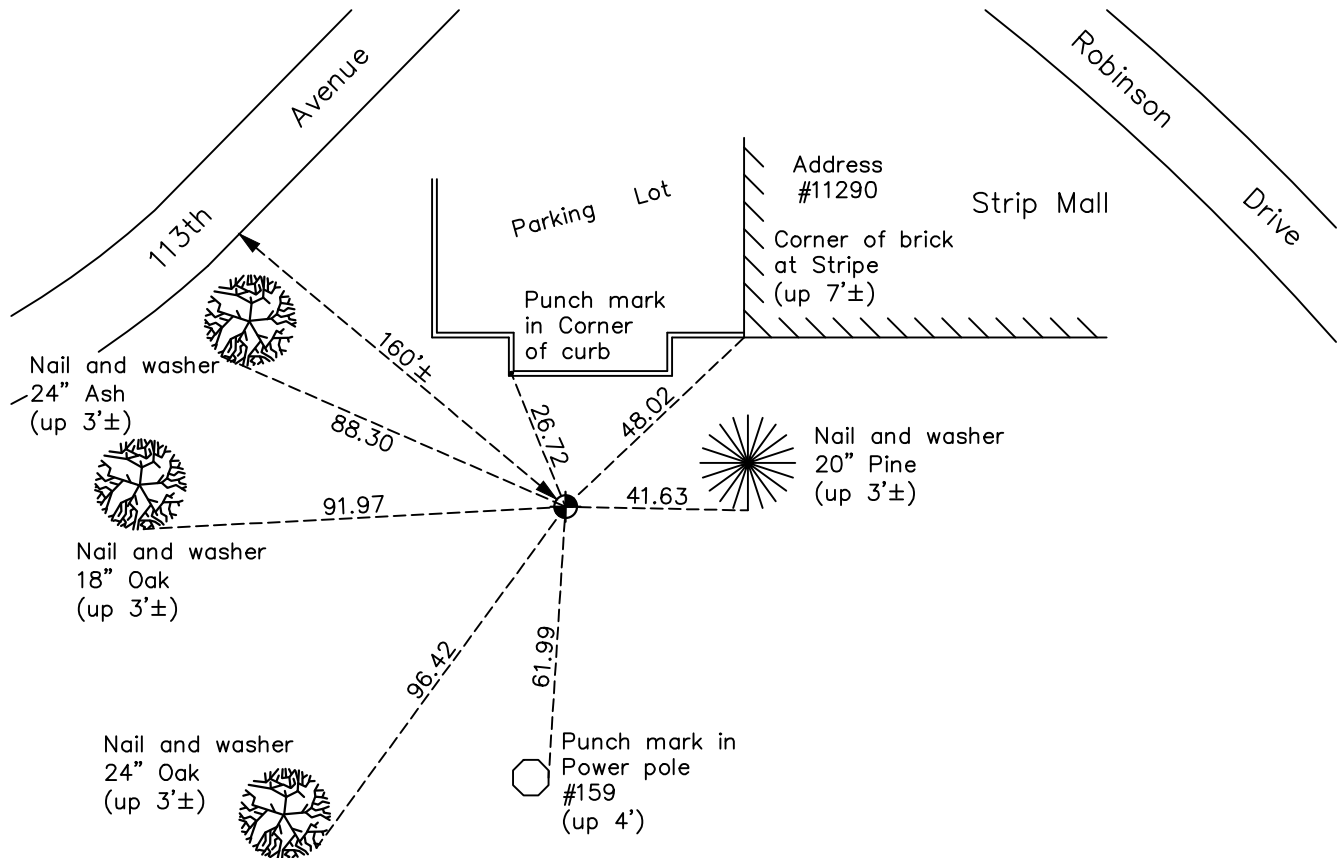 113th Avenue
Robinson Drive
Parking Lot
Address
#11290
Strip Mall
Corner of brick
at Stripe
(up 7'±)
Punch mark
in Corner
of curb
160'±
Nail and washer
24" Ash
(up 3'±)
88.30
26.72
48.02
Nail and washer
20" Pine
(up 3'±)
41.63
91.97
Nail and washer
18" Oak
(up 3'±)
96.42
61.99
Nail and washer
24" Oak
(up 3'±)
Punch mark in
Power pole
#159
(up 4')